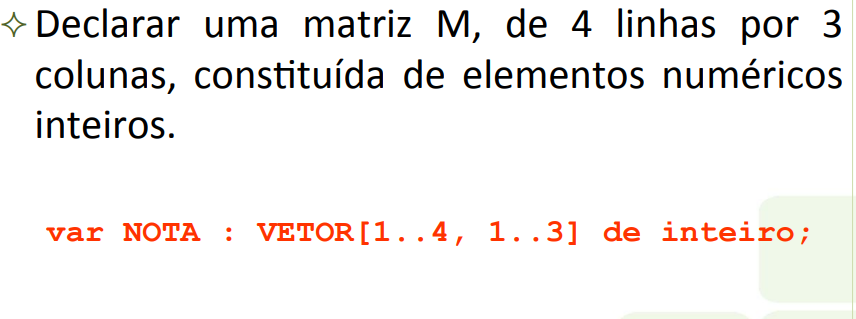 Declarar uma matriz M, de 4 linhas por 3
colunas, constituída de elementos numéricos
inteiros.
var NOTA : VETOR[1..4, 1..3] de inteiro;